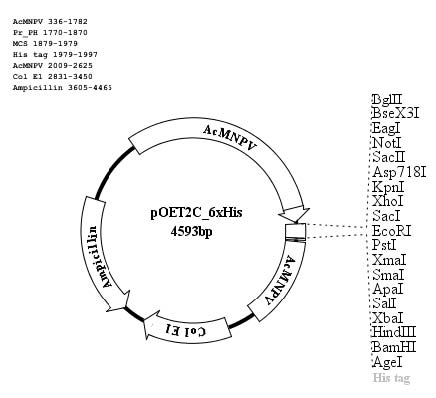 AcMNPV 336-1782
Pr_PH 1770-1870
MCS 1879-1979
His tag 1979-1997
AcMNPV 2009-2625
Col E1 2831-3450
Ampicillin 3605-4465
AcMNPV
pOET2C_6xHis
4593bp
AcMNPV
Col E1
Ampicillin
BglII
BseX3I
EagI
NotI
SacII
Asp718I
KpnI
XhoI
SacI
EcoRI
PstI
XmaI
SmaI
ApaI
SalI
XbaI
HindIII
BamHI
AgeI
His tag